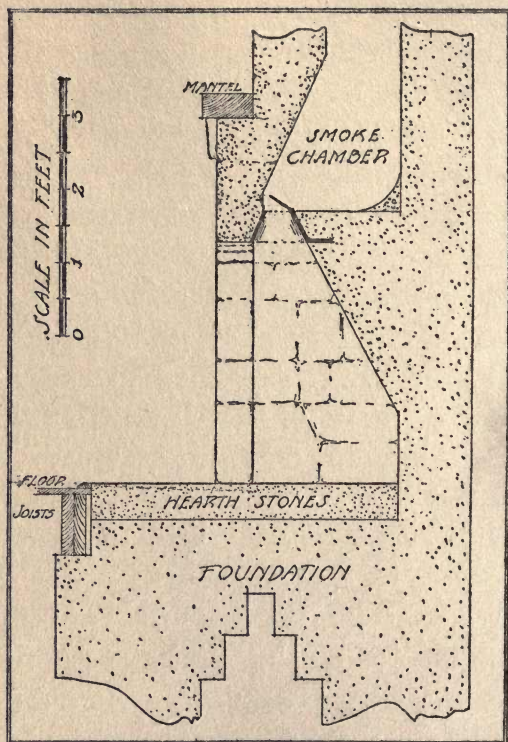 MANTEL
SMOKE
CHAMBER
3
2
1
0
SCALE IN FEET
FLOOR
JOISTS
HEARTH STONES
FOUNDATION